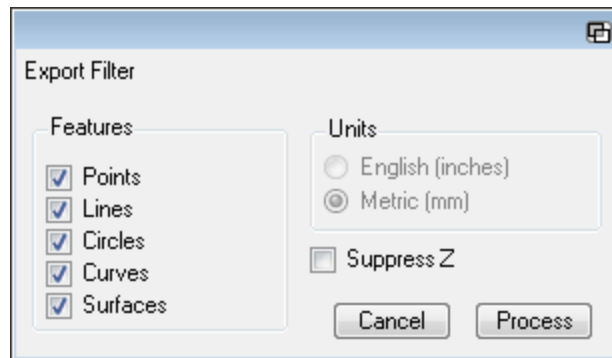 Export Filter
Features
Points
Lines
Circles
Curves
Surfaces
Units
English (inches)
Metric (mm)
Suppress Z
Cancel
Process